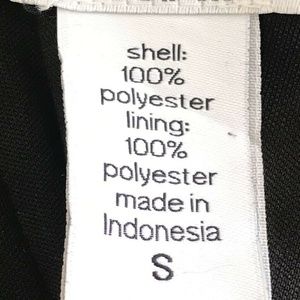 shell:
100%
polyester
lining:
100%
polyester
made in
Indonesia
S